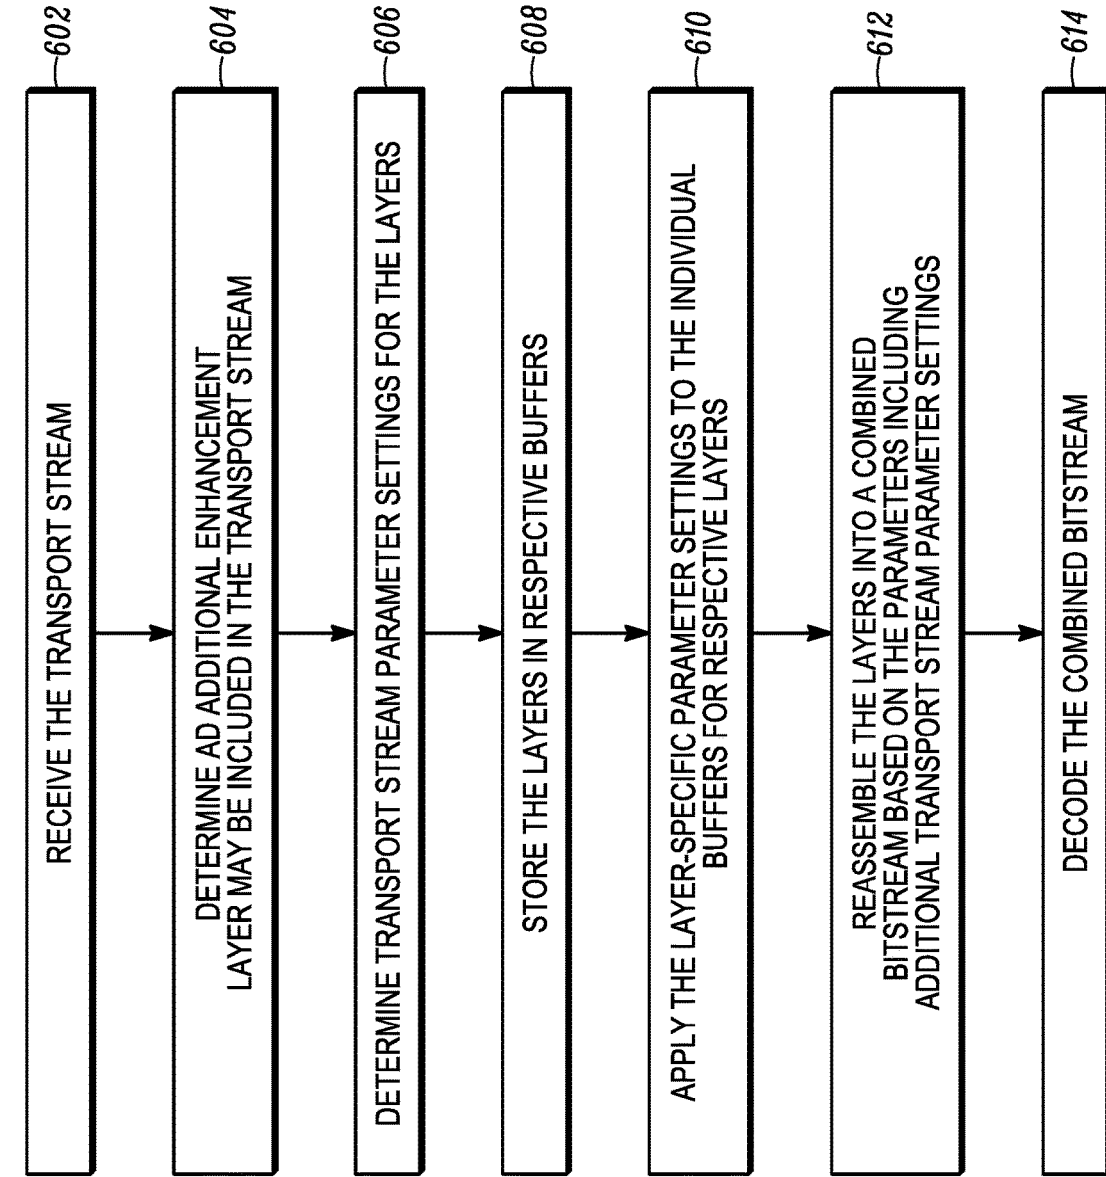 602
RECEIVE THE TRANSPORT STREAM
604
DETERMINE AD ADDITIONAL ENHANCEMENT
LAYER MAY BE INCLUDED IN THE TRANSPORT STREAM
606
DETERMINE TRANSPORT STREAM PARAMETER SETTINGS FOR THE LAYERS
608
STORE THE LAYERS IN RESPECTIVE BUFFERS
610
APPLY THE LAYER-SPECIFIC PARAMETER SETTINGS TO THE INDIVIDUAL
BUFFERS FOR RESPECTIVE LAYERS
612
REASSEMBLE THE LAYERS INTO A COMBINED
BITSTREAM BASED ON THE PARAMETERS INCLUDING
ADDITIONAL TRANSPORT STREAM PARAMETER SETTINGS
614
DECODE THE COMBINED BITSTREAM